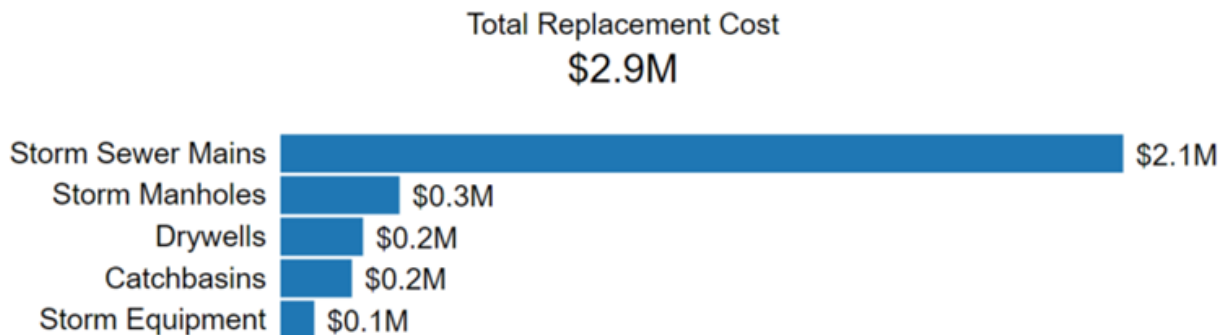 Total Replacement Cost
$2.9M
Storm Sewer Mains $2.1M
Storm Manholes $0.3M
Drywells $0.2M
Catchbasins $0.2M
Storm Equipment $0.1M